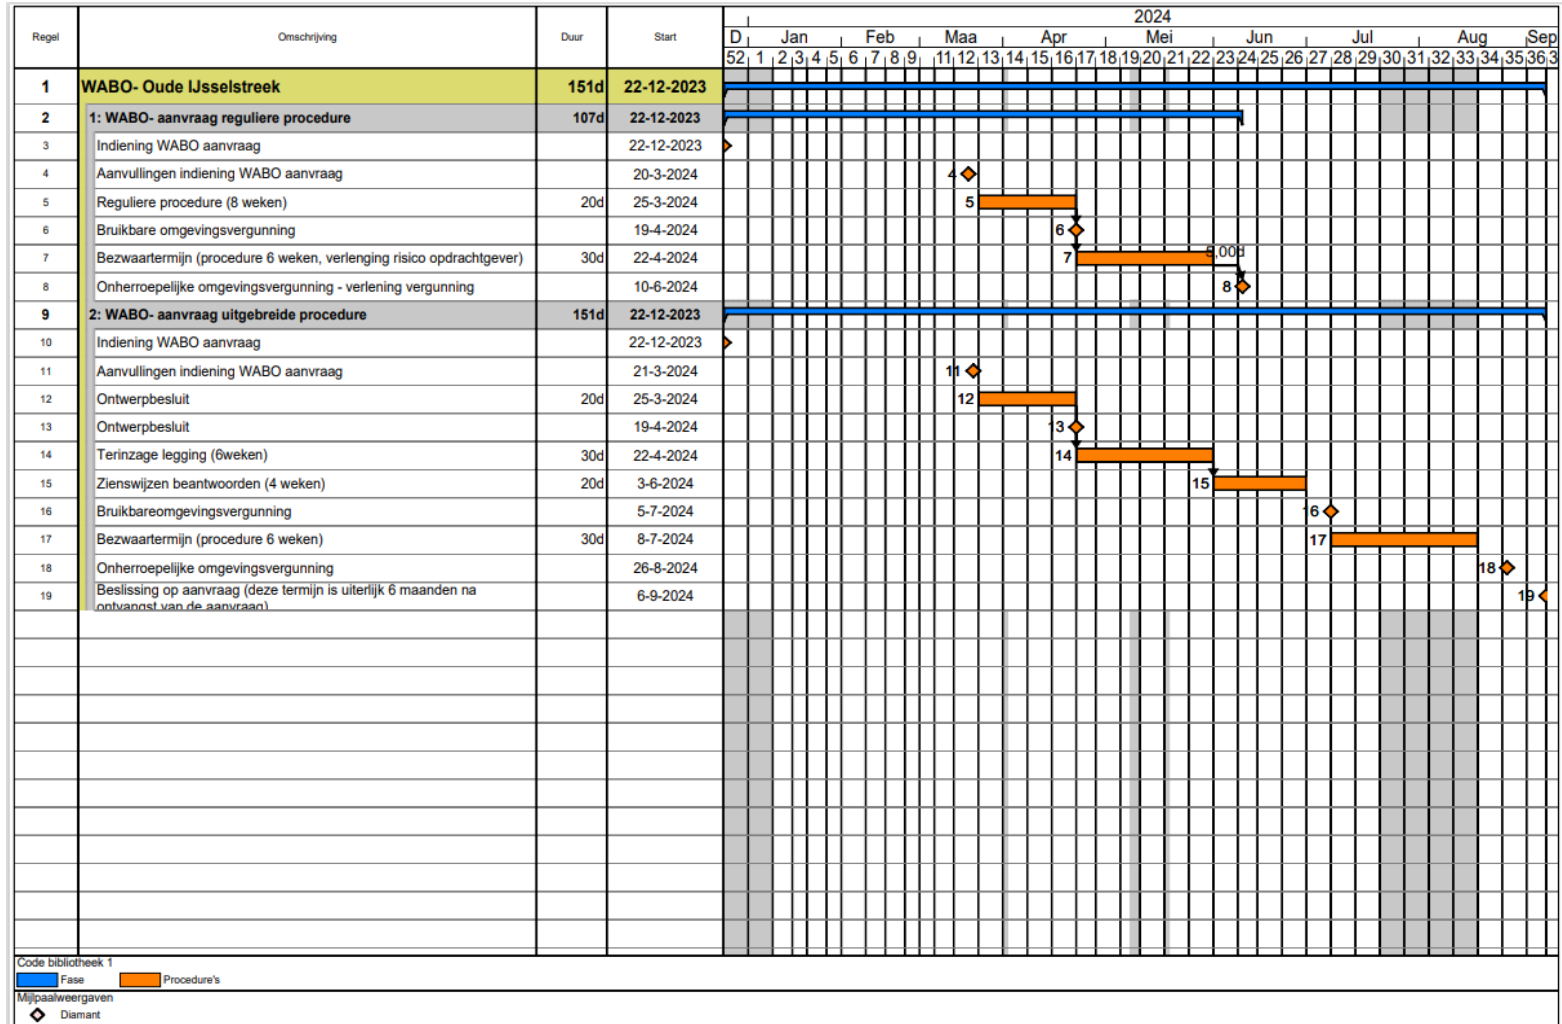 2024
Regel Omschrijving Duur Start D Jan Feb Maa Apr Mei Jun Jul Aug Sep
52 1 2 3 4 5 6 7 8 9 11 12 13 14 15 16 17 18 19 20 21 22 23 24 25 26 27 28 29 30 31 32 33 34 35 36 3
1 WABO- Oude IJsselstreek 151d 22-12-2023
2 1: WABO- aanvraag reguliere procedure 107d 22-12-2023
3 Indiening WABO aanvraag 22-12-2023
4 Aanvullingen indiening WABO aanvraag 20-3-2024 4
5 Reguliere procedure (8 weken) 20d 25-3-2024 5
6 Bruikbare omgevingsvergunning 19-4-2024 6
7 Bezwaartermijn (procedure 6 weken, verlenging risico opdrachtgever) 30d 22-4-2024 7 5,00d
8 Onherroepelijke omgevingsvergunning - verlening vergunning 10-6-2024 8
9 2: WABO- aanvraag uitgebreide procedure 151d 22-12-2023
10 Indiening WABO aanvraag 22-12-2023
11 Aanvullingen indiening WABO aanvraag 21-3-2024 11
12 Ontwerpbesluit 20d 25-3-2024 12
13 Ontwerpbesluit 19-4-2024 13
14 Terinzage legging (6weken) 30d 22-4-2024 14
15 Zienswijzen beantwoorden (4 weken) 20d 3-6-2024 15
16 Bruikbareomgevingsvergunning 5-7-2024 16
17 Bezwaartermijn (procedure 6 weken) 30d 8-7-2024 17
18 Onherroepelijke omgevingsvergunning 26-8-2024 18
19 Beslissing op aanvraag (deze termijn is uiterlijk 6 maanden na 6-9-2024 19
ontvangst van de aanvraag)
Code bibliotheek 1
Fase Procedure's
Mijlpaalweergaven
Diamant